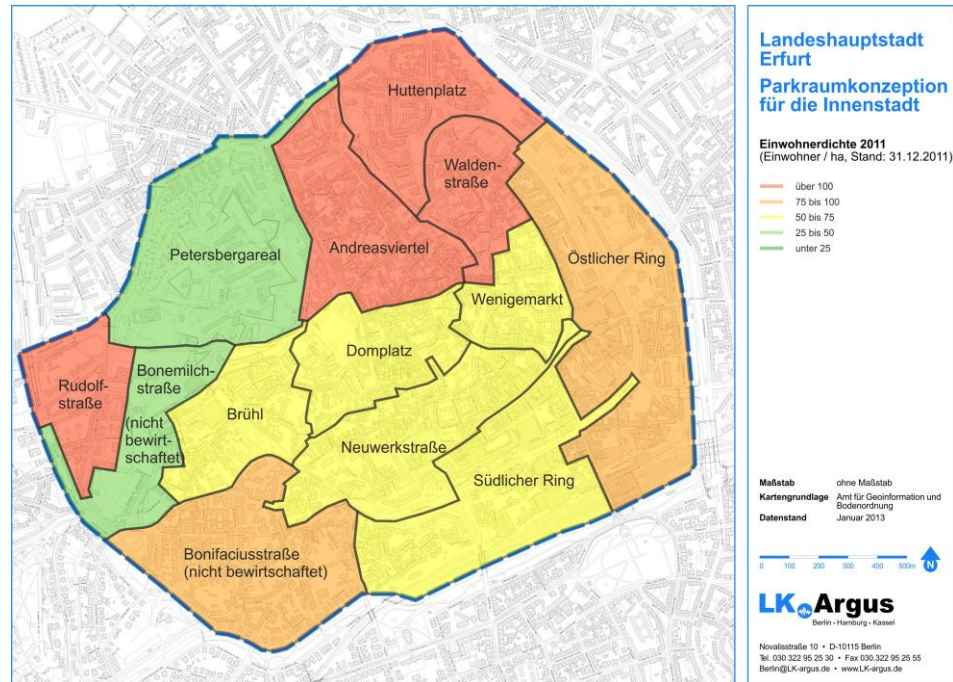 Huttenplatz
Walden-
straße
Andreasviertel
Petersbergareal
Östlicher Ring
Wenigemarkt
Domplatz
Bonemilch-
straße
(nicht
bewirt-
schaftet)
Rudolf-
straße
Brühl
Neuwerkstraße
Südlicher Ring
Bonifaciusstraße
(nicht bewirtschaftet)
Landeshauptstadt
Erfurt
Parkraumkonzeption
für die Innenstadt
Einwohnerdichte 2011
(Einwohner / ha, Stand: 31.12.2011)
über 100
75 bis 100
50 bis 75
25 bis 50
unter 25
Maßstab ohne Maßstab
Kartengrundlage Amt für Geoinformation und
Bodenordnung
Datenstand Januar 2013
0 100 200 300 400 500m N
LK Argus
Berlin • Hamburg • Kassel
Novalisstraße 10 • D-10115 Berlin
Tel. 030.322 95 25 30 • Fax 030.322 95 25 55
Berlin@LK-argus.de • www.LK-argus.de